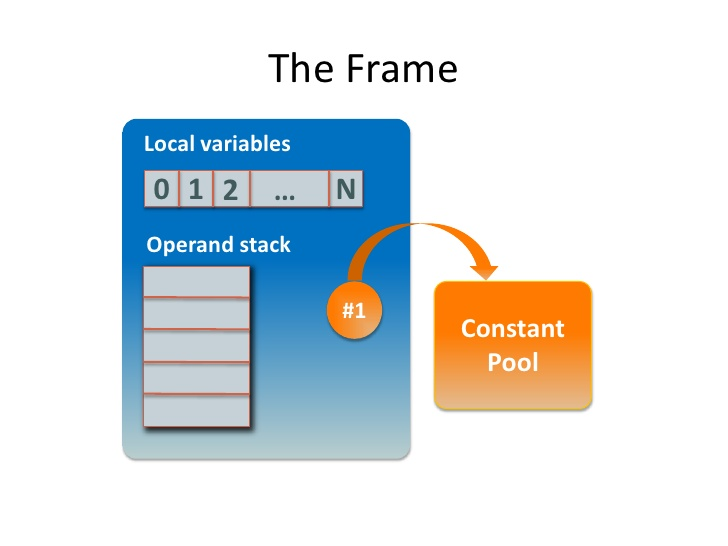 The Frame
Local variables
0 1 2 ... N
Operand stack
#1
Constant
Pool